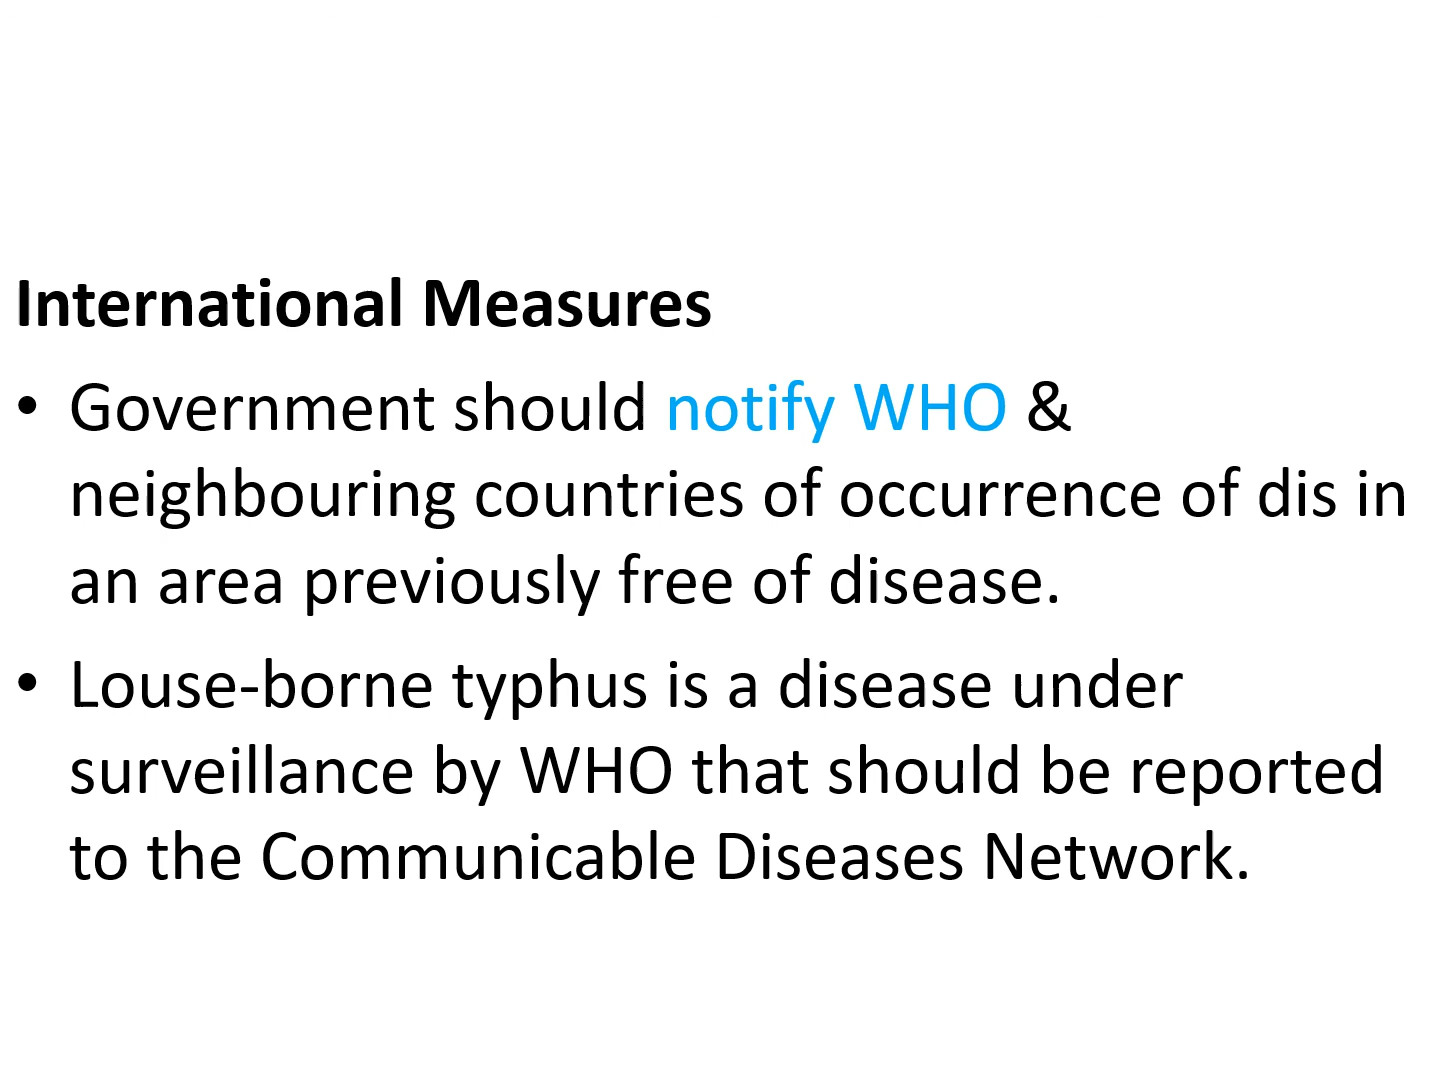 International Measures
• Government should notify WHO &
neighbouring countries of occurrence of dis in
an area previously free of disease.
• Louse-borne typhus is a disease under
surveillance by WHO that should be reported
to the Communicable Diseases Network.